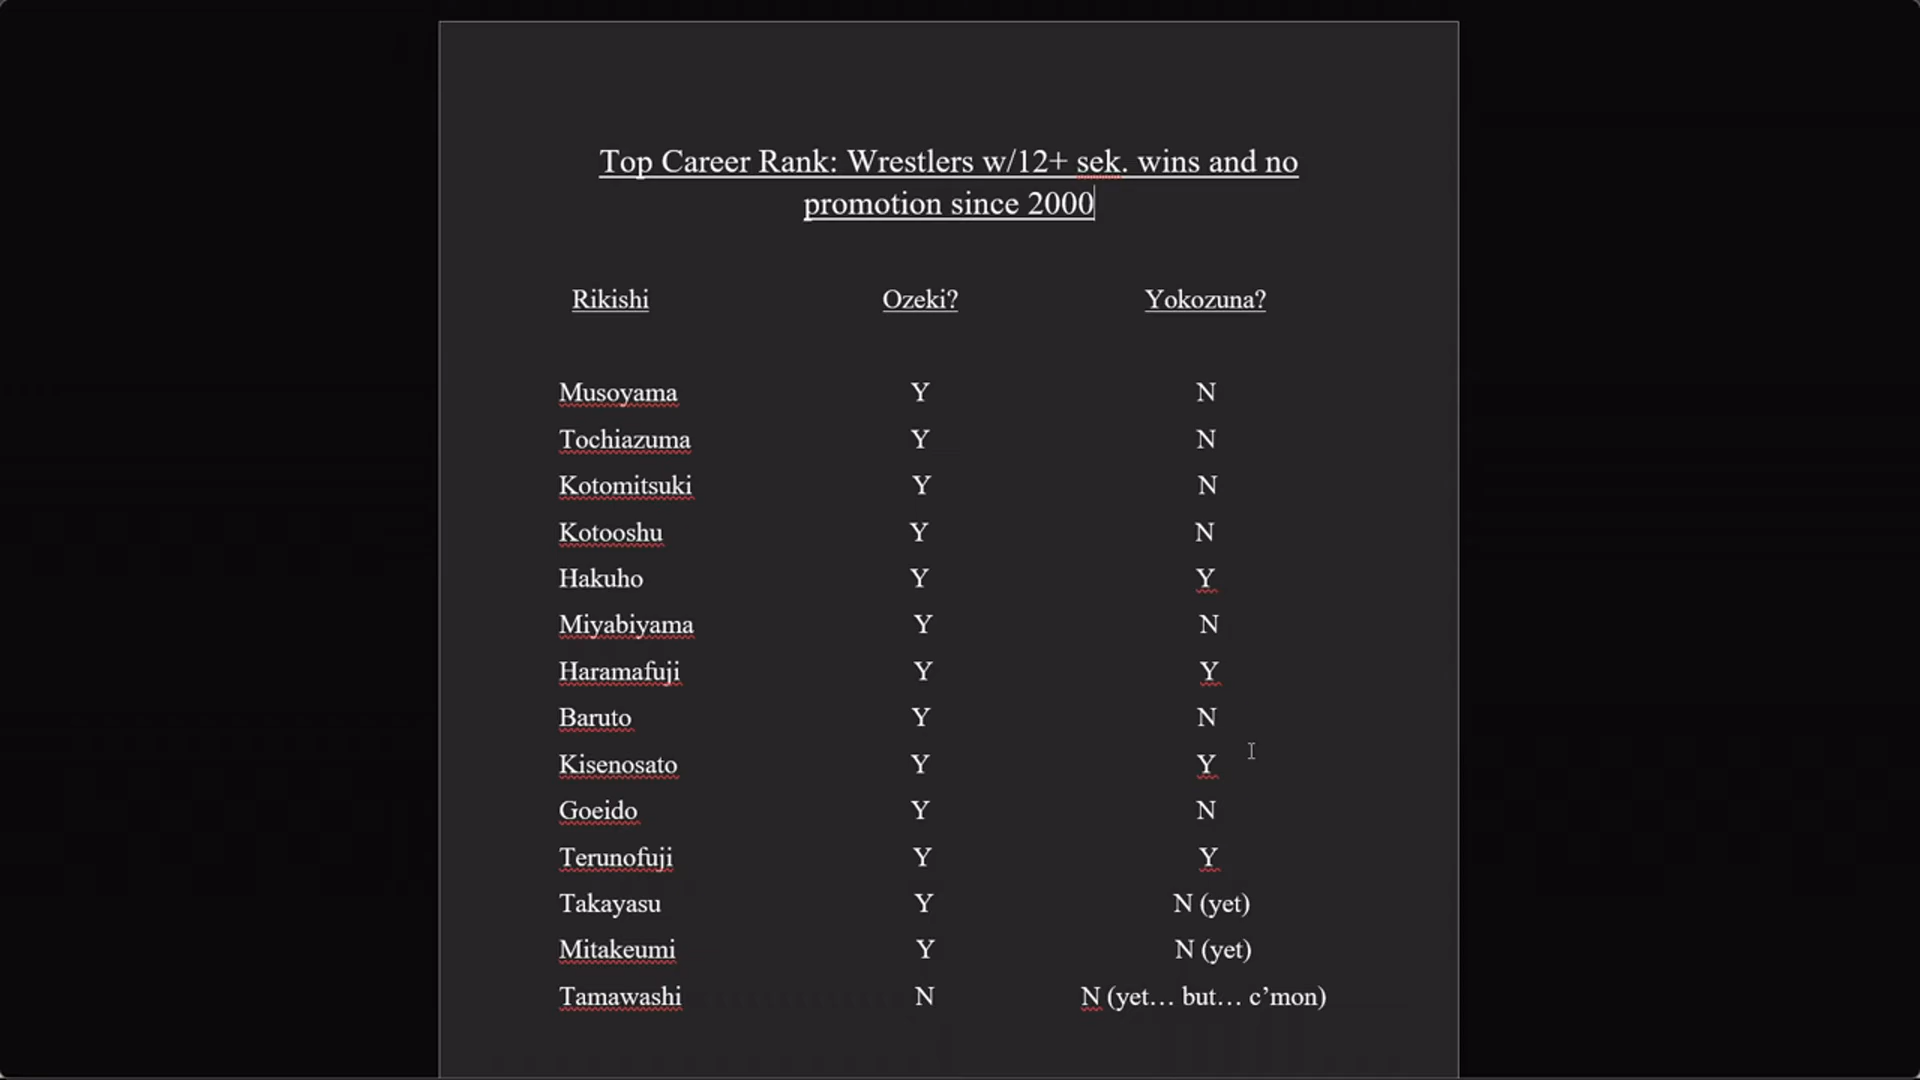 Top Career Rank: Wrestlers w/12+ sek. wins and no
promotion since 2000
Rikishi Ozeki? Yokozuna?
Musoyama Y N
Tochiazuma Y N
Kotomitsuki Y N
Kotooshu Y N
Hakuho Y Y
Miyabiyama Y N
Haramafuji Y Y
Baruto Y N
Kisenosato Y Y
Goeido Y N
Terunofuji Y Y
Takayasu Y N (yet)
Mitakeumi Y N (yet)
Tamawashi N N (yet… but… c’mon)